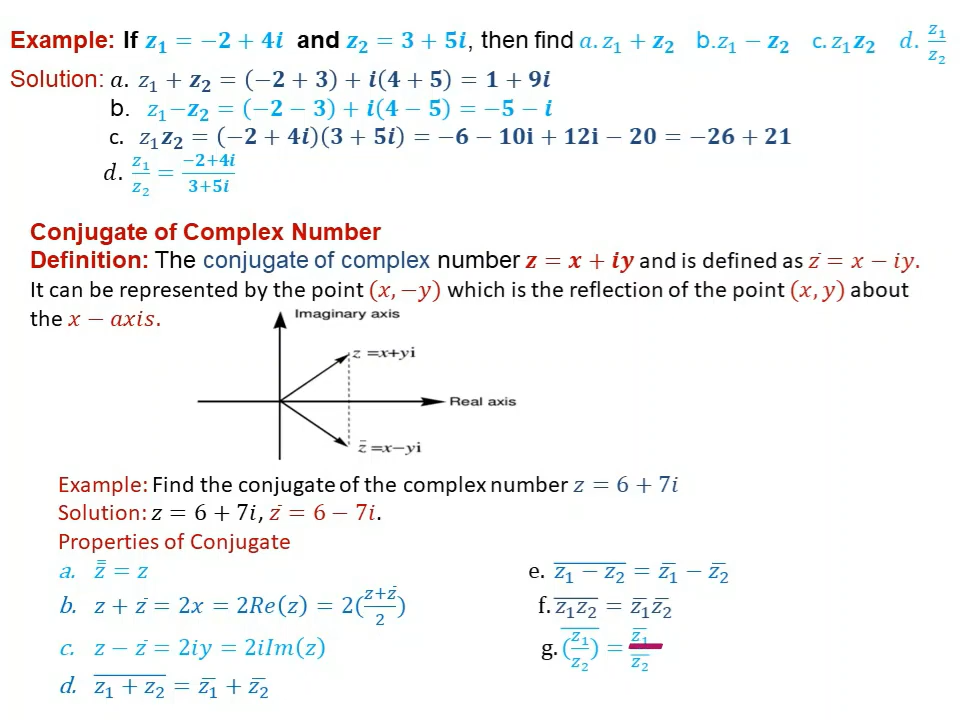 Example: If z₁ = −2 + 4i and z₂ = 3 + 5i, then find a. z₁ + z₂ b. z₁ − z₂ c. z₁z₂ d. z₁/z₂
Solution: a. z₁ + z₂ = (−2 + 3) + i(4 + 5) = 1 + 9i
b. z₁−z₂ = (−2 − 3) + i(4 − 5) = −5 − i
c. z₁z₂ = (−2 + 4i)(3 + 5i) = −6 − 10i + 12i − 20 = −26 + 21
d. z₁/z₂ = (−2+4i)/(3+5i)
Conjugate of Complex Number
Definition: The conjugate of complex number z = x + iy and is defined as z̄ = x − iy.
It can be represented by the point (x, −y) which is the reflection of the point (x, y) about
the x − axis.
Imaginary axis
z =x+yi
Real axis
z̄ =x−yi
Example: Find the conjugate of the complex number z = 6 + 7i
Solution: z = 6 + 7i, z̄ = 6 − 7i.
Properties of Conjugate
a. z̿ = z
b. z + z̄ = 2x = 2Re(z) = 2((z+z̄)/2)
c. z − z̄ = 2iy = 2iIm(z)
d. \overline{z₁ + z₂} = z̄₁ + z̄₂
e. \overline{z₁ − z₂} = z̄₁ − z̄₂
f. \overline{z₁z₂} = z̄₁z̄₂
g. \overline{(z₁/z₂)} = z̄₁/z̄₂